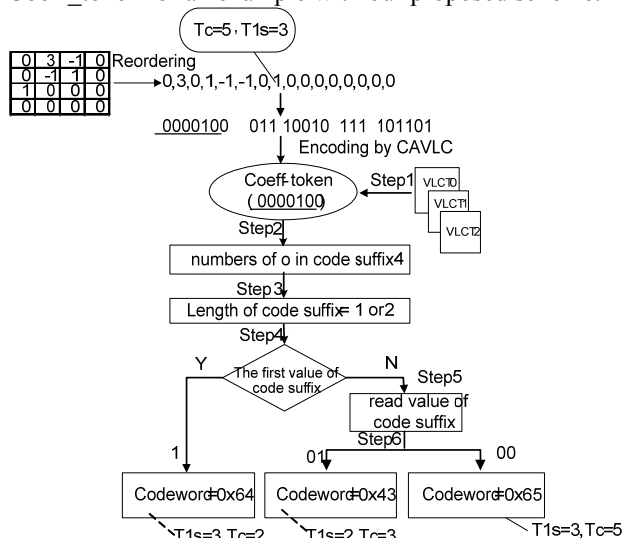 Tc=5,T1s=3
0 3 -1 0
0 -1 1 0
1 0 0 0
0 0 0 0
Reordering
0,3,0,1,-1,-1,0,1,0,0,0,0,0,0,0,0
0000100 011 10010 111 101101
Encoding by CAVLC
Coeff-token
(0000100)
Step1
VLCT0
VLCT1
VLCT2
Step2
numbers of o in code suffix4
Step3
Length of code suffix= 1 or2
Step4
Y
The first value of
code suffix
N
Step5
read value of
code suffix
Step6
1
01
00
Codeword=0x64
Codeword=0x43
Codeword=0x65
T1s=3,Tc=2
T1s=2,Tc=3
T1s=3,Tc=5